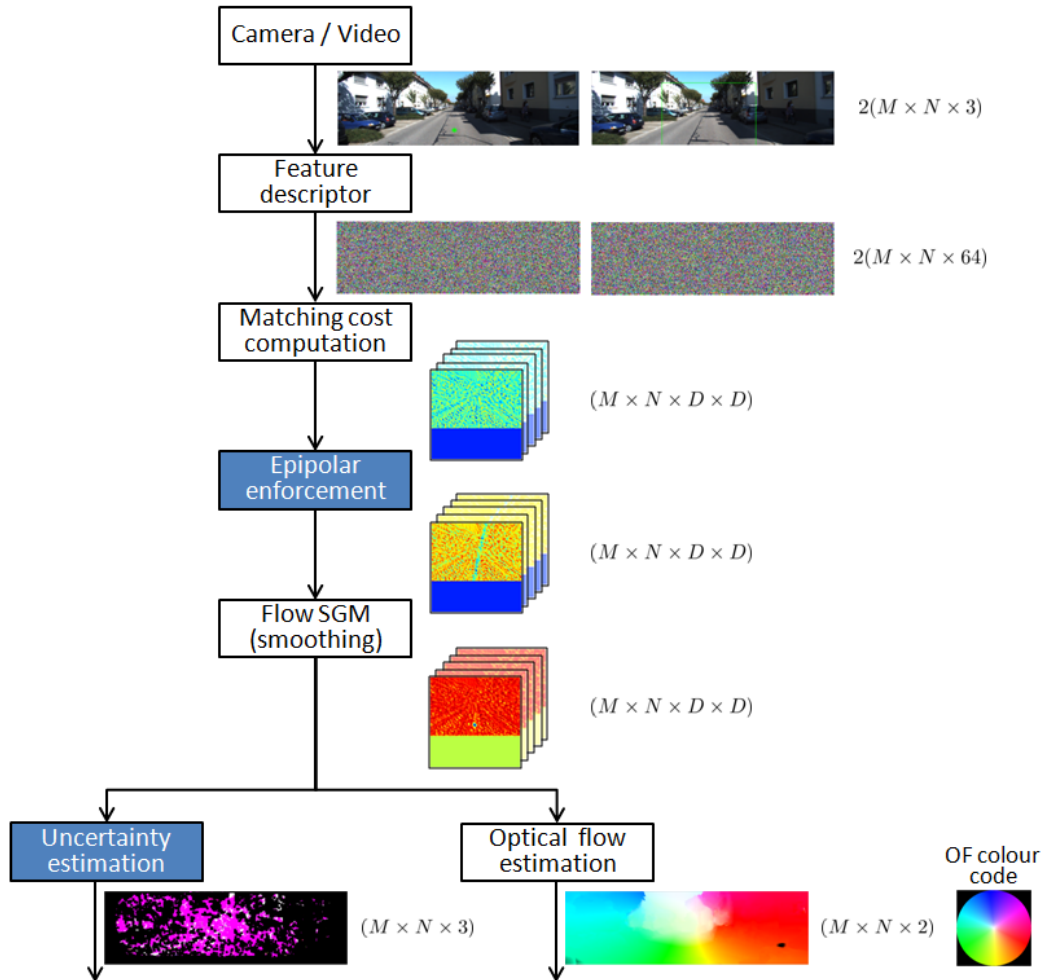 Camera / Video
2(M × N × 3)
Feature
descriptor
2(M × N × 64)
Matching cost
computation
(M × N × D × D)
Epipolar
enforcement
(M × N × D × D)
Flow SGM
(smoothing)
(M × N × D × D)
Uncertainty
estimation
(M × N × 3)
Optical flow
estimation
(M × N × 2)
OF colour
code